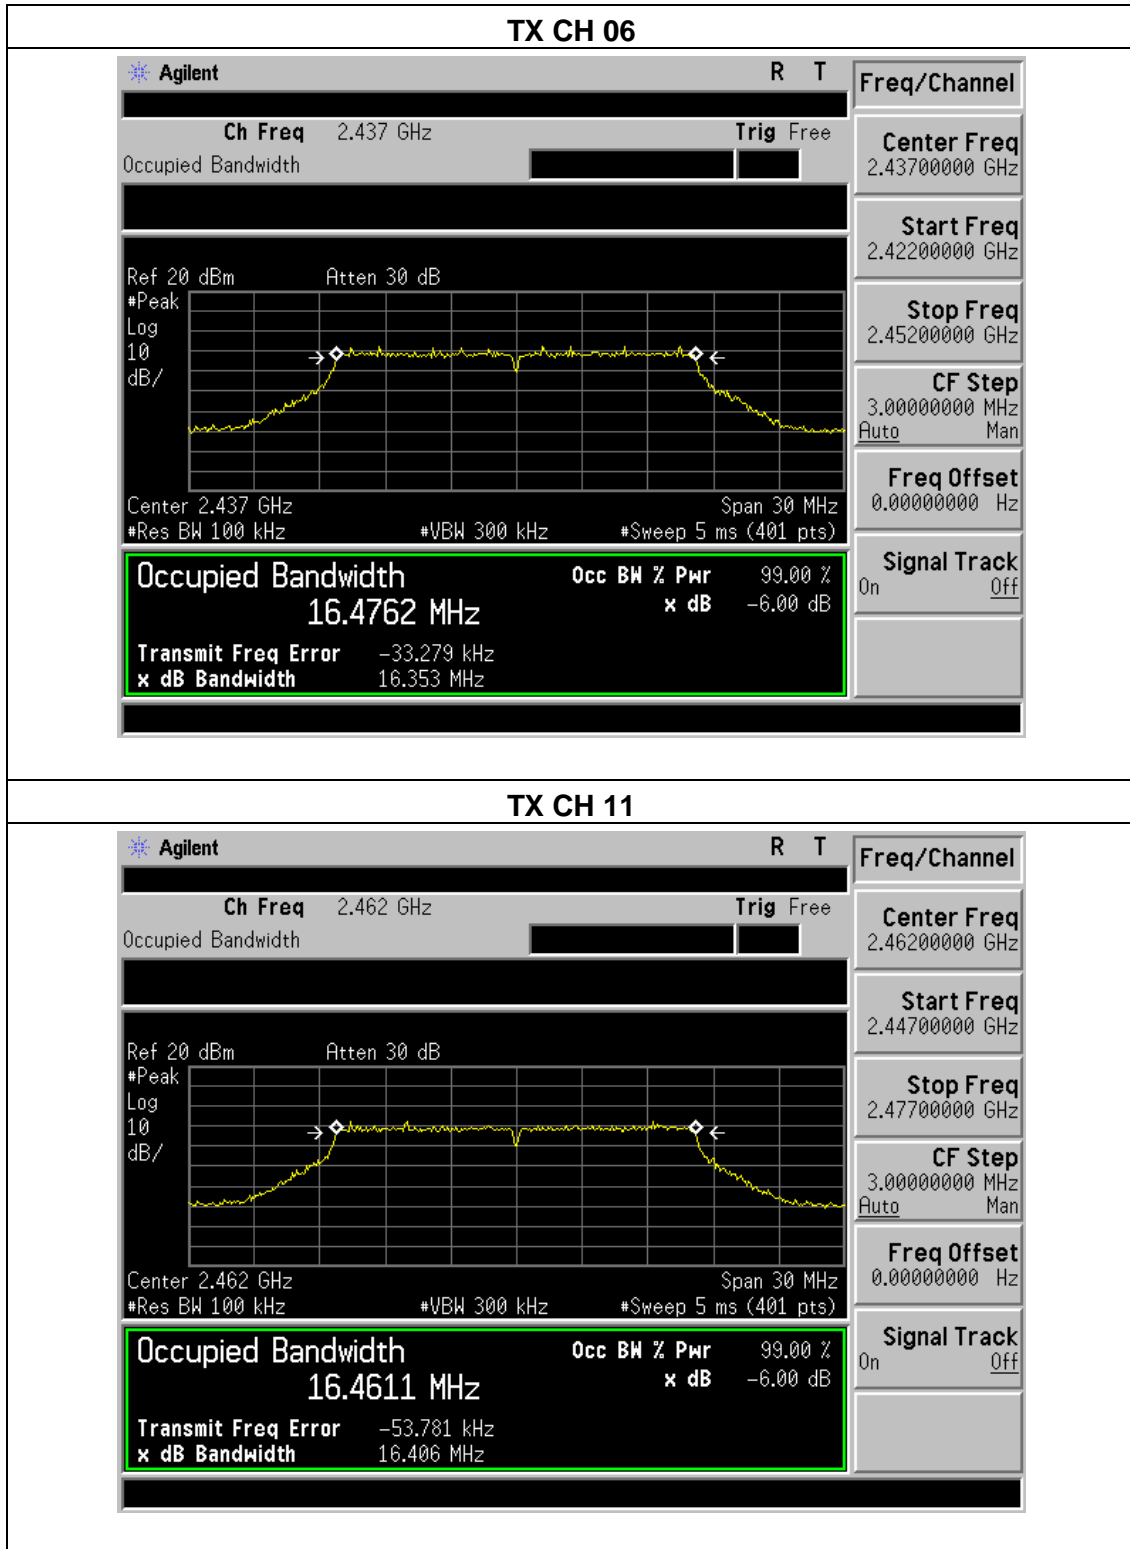 TX CH 06
Agilent R T
Freq/Channel
Ch Freq 2.437 GHz Trig Free
Occupied Bandwidth
Center Freq
2.43700000 GHz
Start Freq
2.42200000 GHz
Stop Freq
2.45200000 GHz
CF Step
3.00000000 MHz
Auto Man
Freq Offset
0.00000000 Hz
Signal Track
On Off
Ref 20 dBm Atten 30 dB
#Peak
Log
10
dB/
Center 2.437 GHz Span 30 MHz
#Res BW 100 kHz #VBW 300 kHz #Sweep 5 ms (401 pts)
Occupied Bandwidth Occ BW % Pwr 99.00 %
16.4762 MHz x dB -6.00 dB
Transmit Freq Error -33.279 kHz
x dB Bandwidth 16.353 MHz
TX CH 11
Agilent R T
Freq/Channel
Ch Freq 2.462 GHz Trig Free
Occupied Bandwidth
Center Freq
2.46200000 GHz
Start Freq
2.44700000 GHz
Stop Freq
2.47700000 GHz
CF Step
3.00000000 MHz
Auto Man
Freq Offset
0.00000000 Hz
Signal Track
On Off
Ref 20 dBm Atten 30 dB
#Peak
Log
10
dB/
Center 2.462 GHz Span 30 MHz
#Res BW 100 kHz #VBW 300 kHz #Sweep 5 ms (401 pts)
Occupied Bandwidth Occ BW % Pwr 99.00 %
16.4611 MHz x dB -6.00 dB
Transmit Freq Error -53.781 kHz
x dB Bandwidth 16.406 MHz